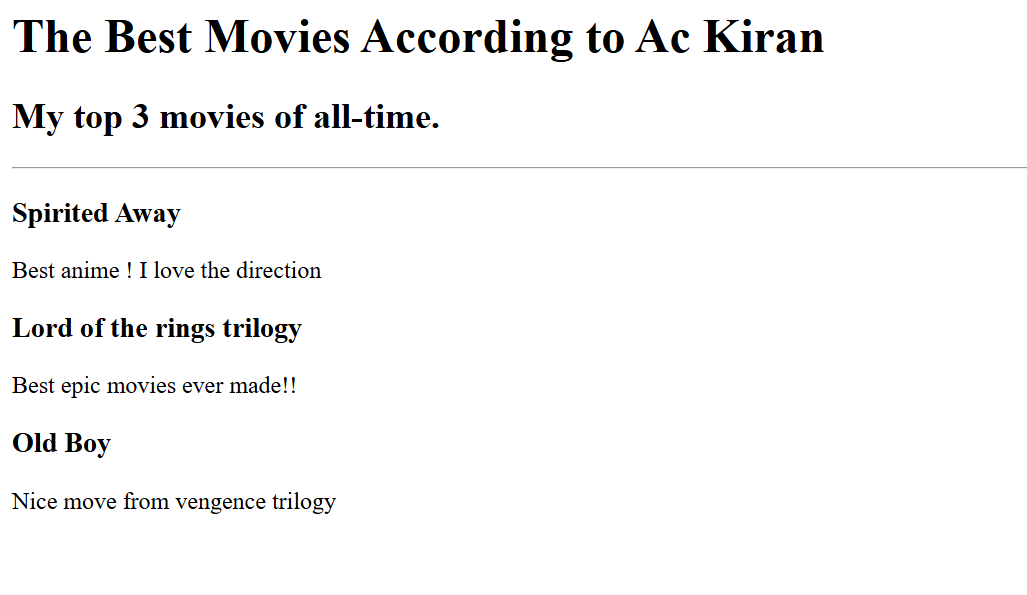 The Best Movies According to Ac Kiran
My top 3 movies of all-time.
Spirited Away
Best anime ! I love the direction
Lord of the rings trilogy
Best epic movies ever made!!
Old Boy
Nice move from vengence trilogy